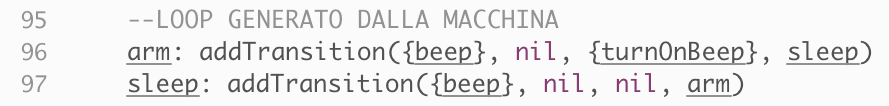 95 --LOOP GENERATO DALLA MACCHINA
96 arm: addTransition({beep}, nil, {turnOnBeep}, sleep)
97 sleep: addTransition({beep}, nil, nil, arm)